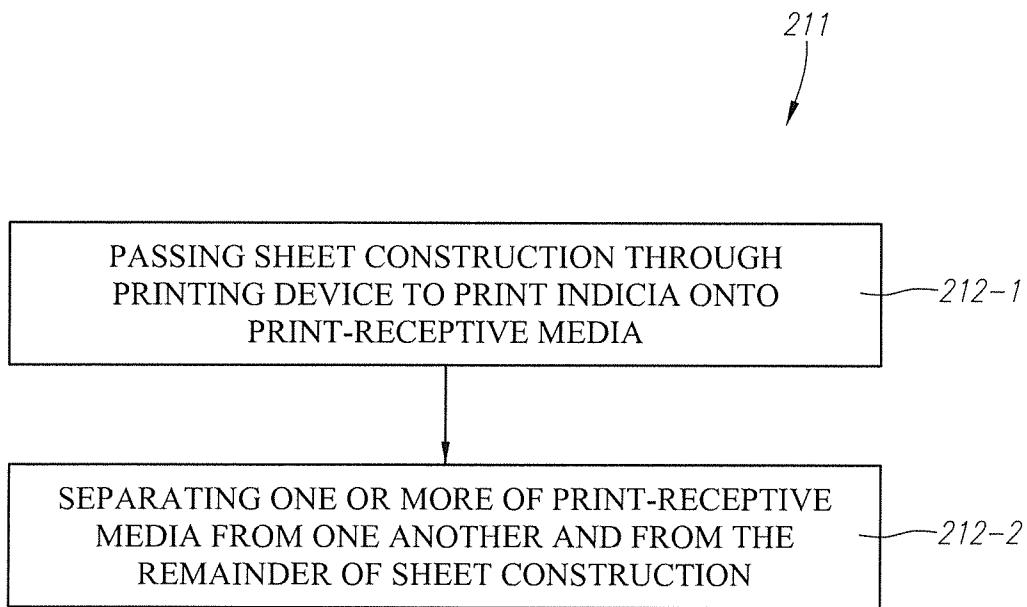 211
PASSING SHEET CONSTRUCTION THROUGH
PRINTING DEVICE TO PRINT INDICIA ONTO
PRINT-RECEPTIVE MEDIA
212-1
SEPARATING ONE OR MORE OF PRINT-RECEPTIVE
MEDIA FROM ONE ANOTHER AND FROM THE
REMAINDER OF SHEET CONSTRUCTION
212-2